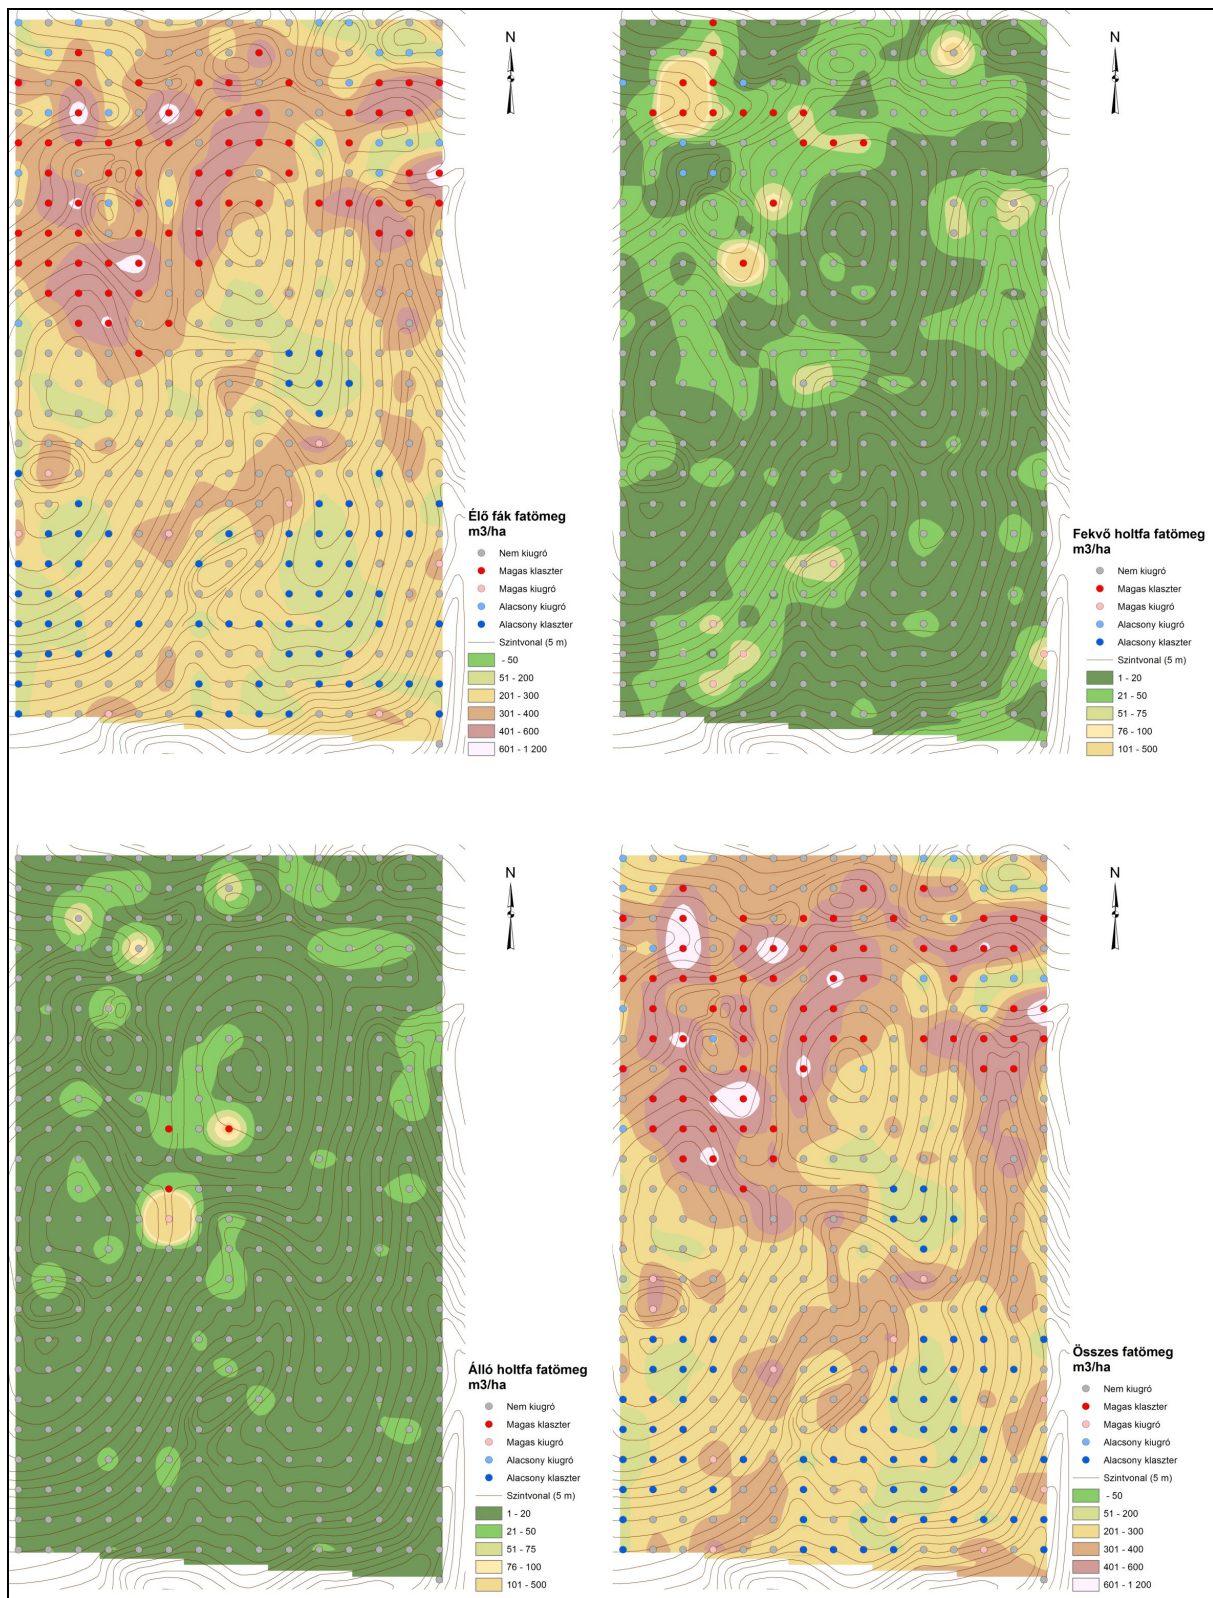 N
Élő fák fatömeg
m3/ha
Nem kiugró
Magas klaszter
Magas kiugró
Alacsony kiugró
Alacsony klaszter
Szintvonal (5 m)
- 50
51 - 200
201 - 300
301 - 400
401 - 600
601 - 1 200
N
Fekvő holtfa fatömeg
m3/ha
Nem kiugró
Magas klaszter
Magas kiugró
Alacsony kiugró
Alacsony klaszter
Szintvonal (5 m)
1 - 20
21 - 50
51 - 75
76 - 100
101 - 500
N
Álló holtfa fatömeg
m3/ha
Nem kiugró
Magas klaszter
Magas kiugró
Alacsony kiugró
Alacsony klaszter
Szintvonal (5 m)
1 - 20
21 - 50
51 - 75
76 - 100
101 - 500
N
Összes fatömeg
m3/ha
Nem kiugró
Magas klaszter
Magas kiugró
Alacsony kiugró
Alacsony klaszter
Szintvonal (5 m)
- 50
51 - 200
201 - 300
301 - 400
401 - 600
601 - 1 200